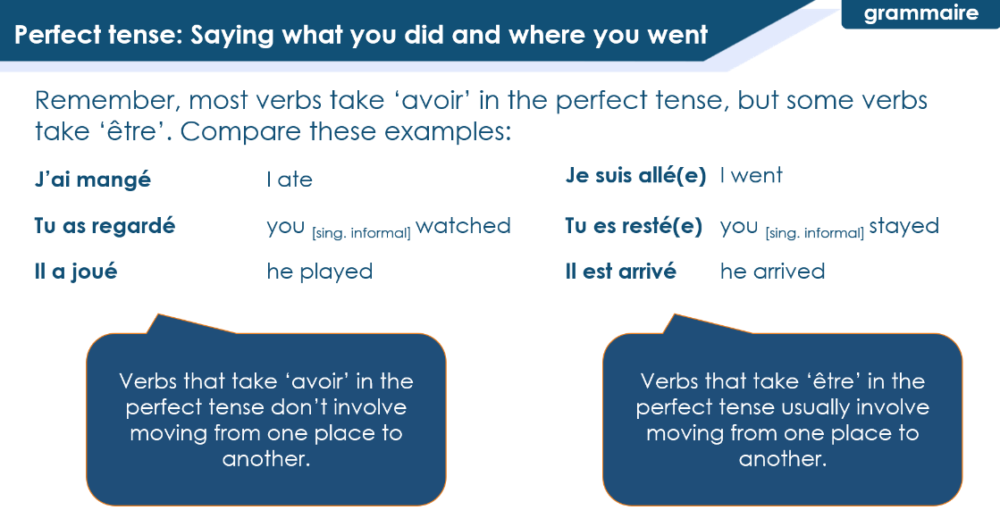 grammaire
Perfect tense: Saying what you did and where you went
Remember, most verbs take ‘avoir’ in the perfect tense, but some verbs
take ‘être’. Compare these examples:
J’ai mangé I ate
Tu as regardé you [sing. informal] watched
Il a joué he played
Je suis allé(e) I went
Tu es resté(e) you [sing. informal] stayed
Il est arrivé he arrived
Verbs that take ‘avoir’ in the
perfect tense don’t involve
moving from one place to
another.
Verbs that take ‘être’ in the
perfect tense usually involve
moving from one place to
another.